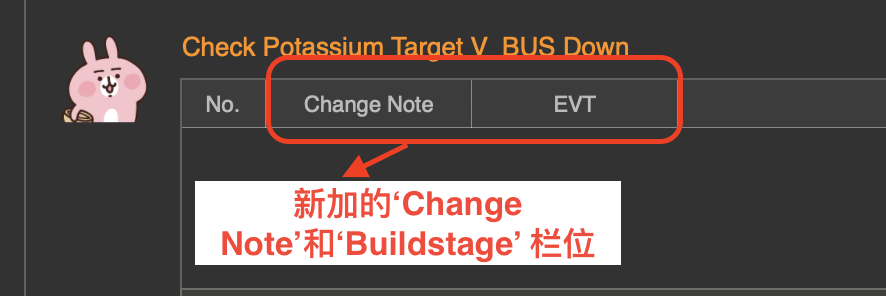 Check Potassium Target V_BUS Down
No.
Change Note
EVT
新加的‘Change
Note’和‘Buildstage’ 栏位